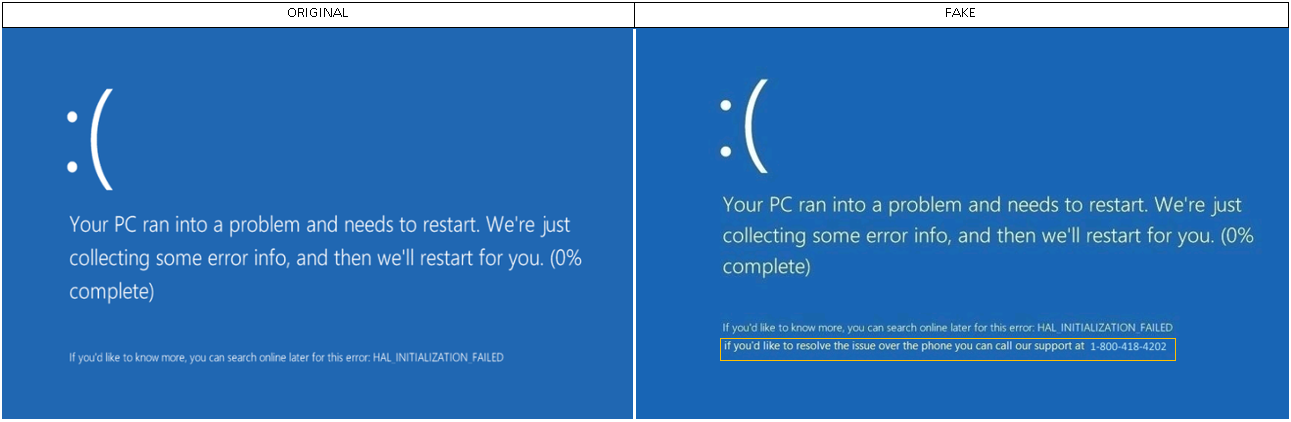 ORIGINAL
FAKE
:(
Your PC ran into a problem and needs to restart. We're just
collecting some error info, and then we'll restart for you. (0%
complete)
If you'd like to know more, you can search online later for this error: HAL_INITIALIZATION_FAILED
:(
Your PC ran into a problem and needs to restart. We're just
collecting some error info, and then we'll restart for you. (0%
complete)
If you'd like to know more, you can search online later for this error: HAL_INITIALIZATION_FAILED
if you'd like to resolve the issue over the phone you can call our support at 1-800-418-4202